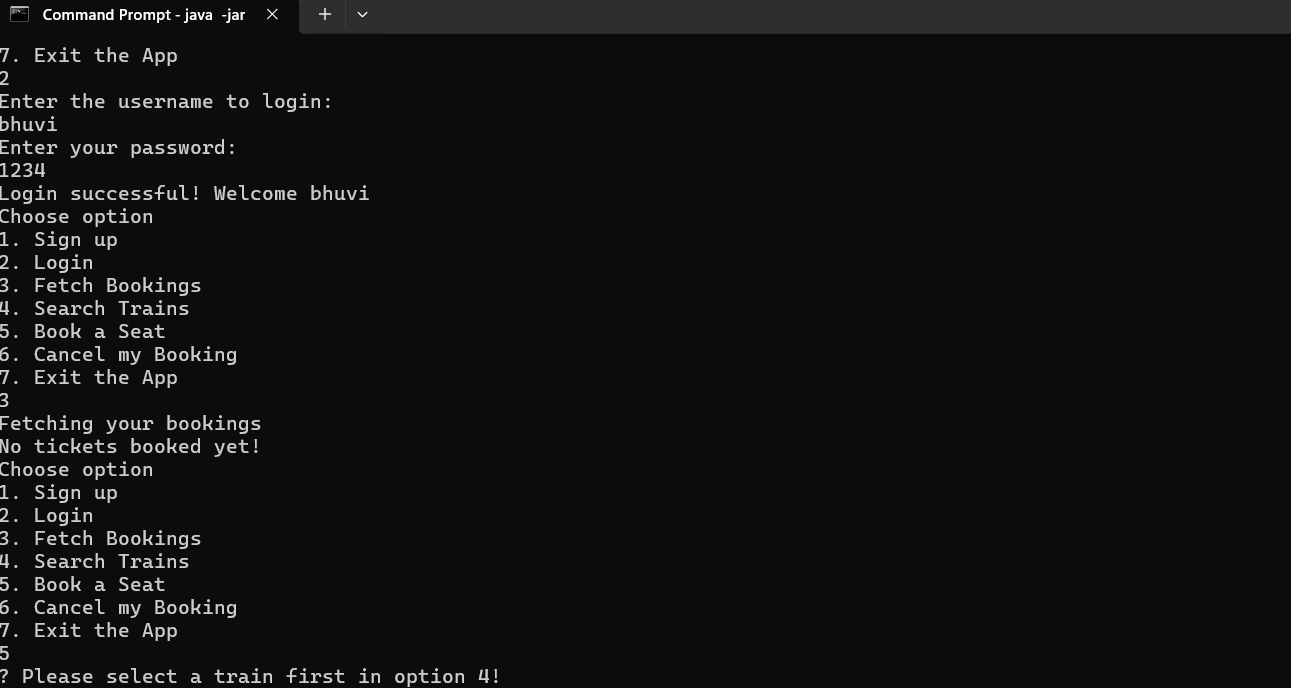 Command Prompt - java -jar
7. Exit the App
2
Enter the username to login:
bhuvi
Enter your password:
1234
Login successful! Welcome bhuvi
Choose option
1. Sign up
2. Login
3. Fetch Bookings
4. Search Trains
5. Book a Seat
6. Cancel my Booking
7. Exit the App
3
Fetching your bookings
No tickets booked yet!
Choose option
1. Sign up
2. Login
3. Fetch Bookings
4. Search Trains
5. Book a Seat
6. Cancel my Booking
7. Exit the App
5
? Please select a train first in option 4!